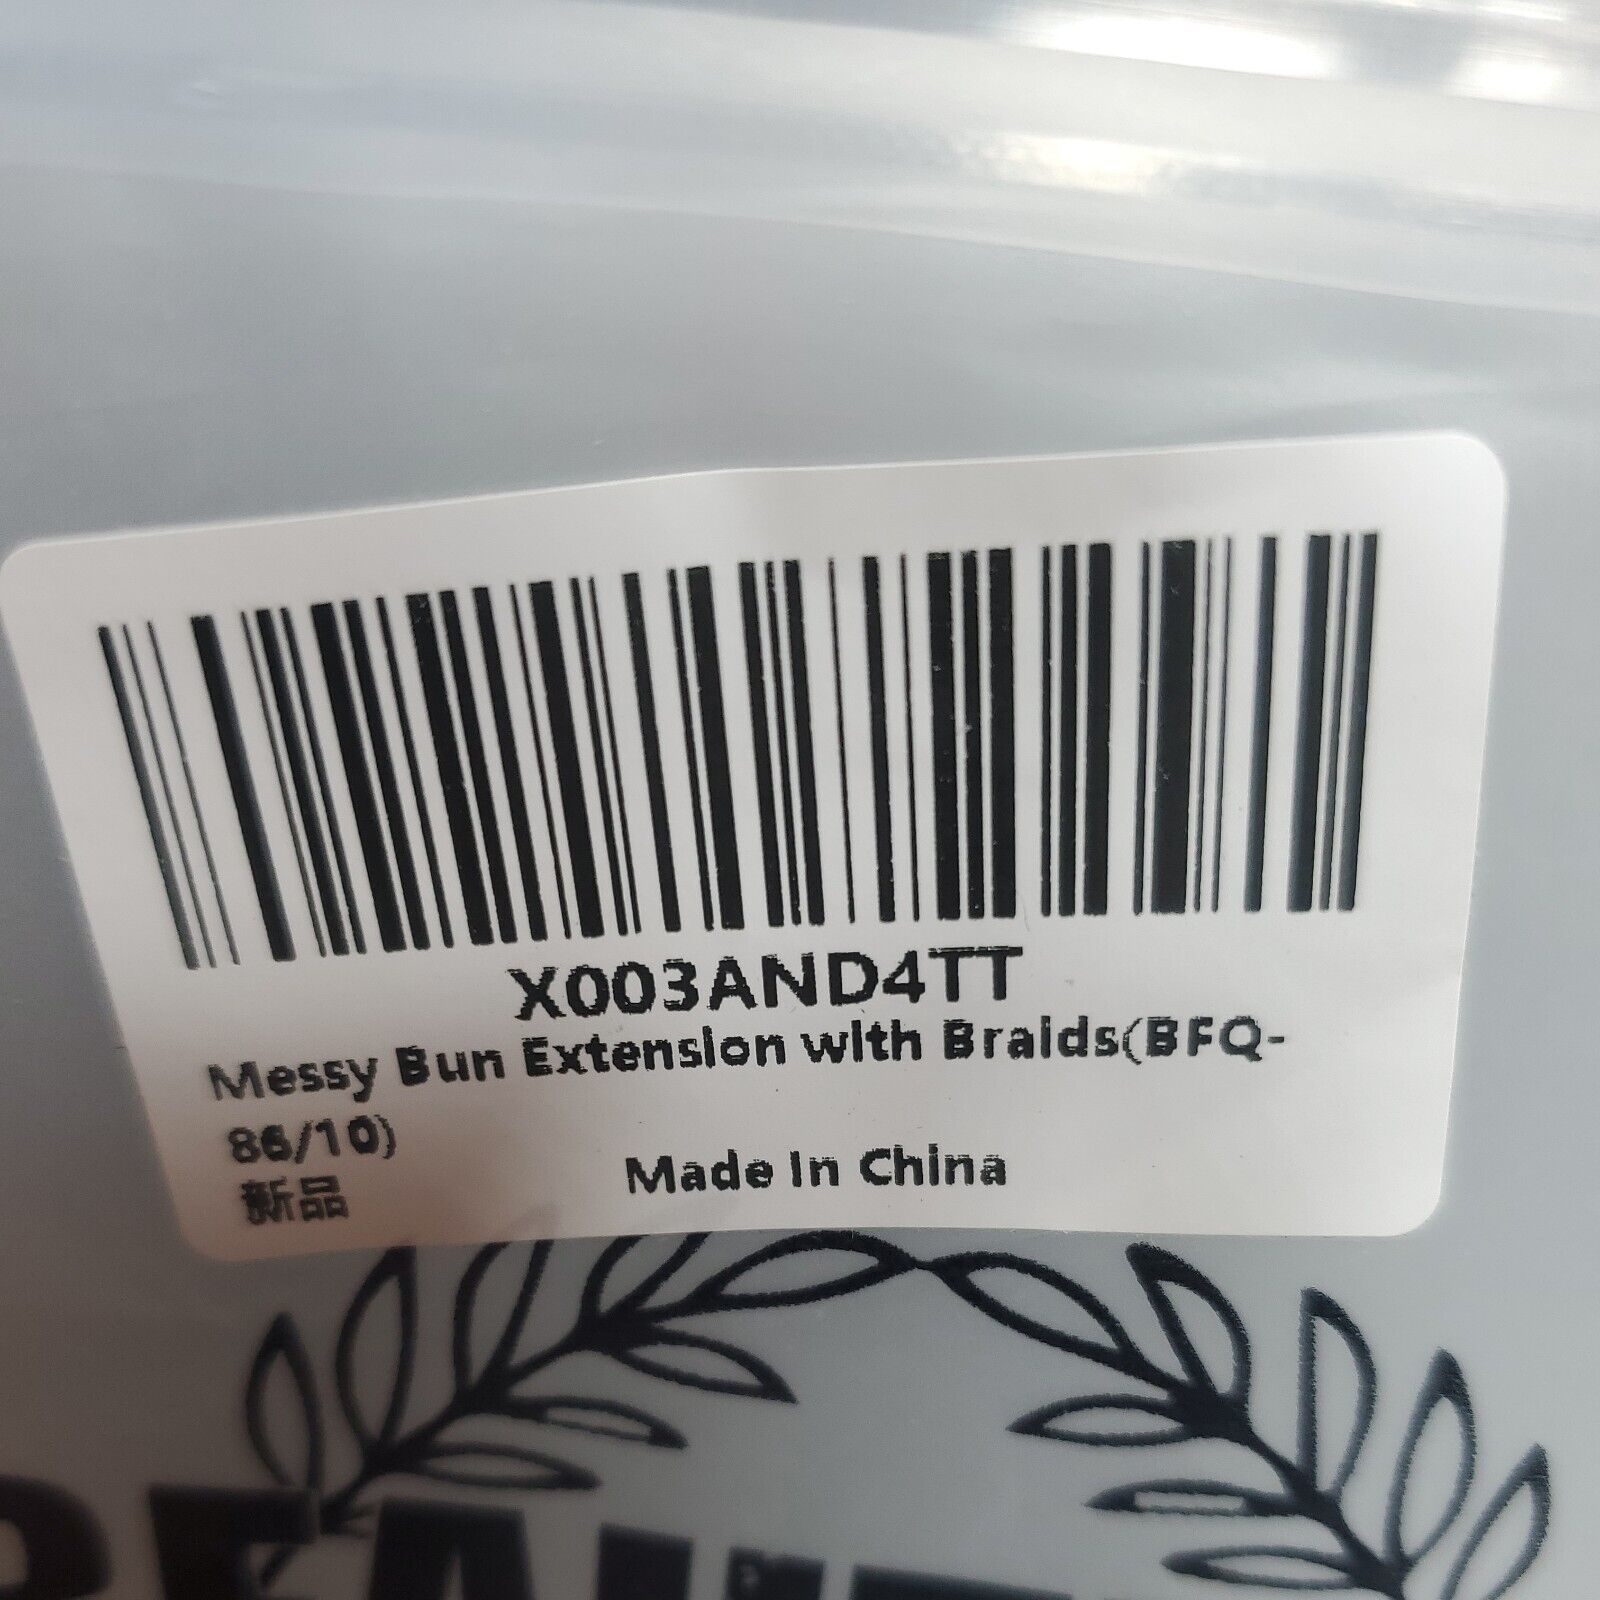 X003AND4TT
Messy Bun Extension with Braids(BFQ-
86/10)
新品
Made In China